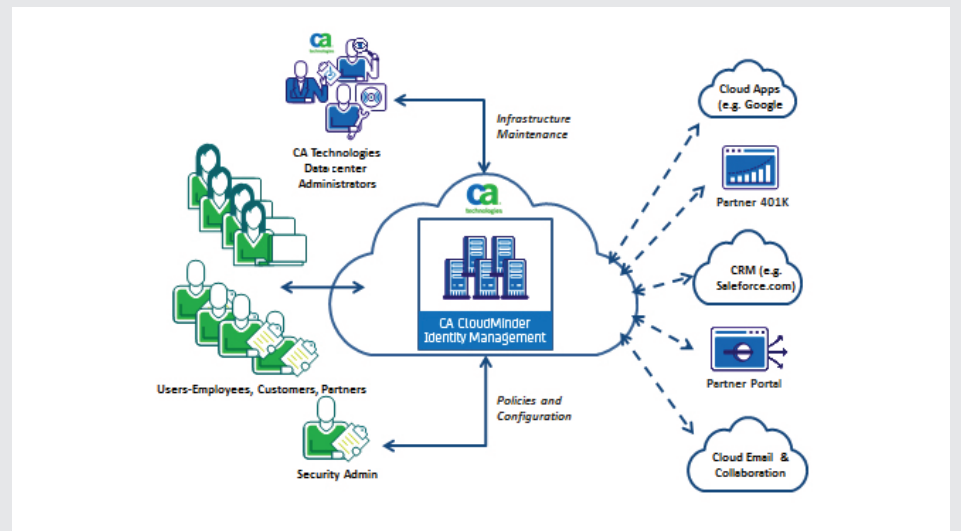 ca
technologies
CA Technologies
Data center
Administrators
Infrastructure
Maintenance
Cloud Apps
(e.g. Google
Partner 401K
ca
technologies
CA CloudMinder
Identity Management
CRM (e.g.
Saleforce.com)
Partner Portal
Users-Employees, Customers, Partners
Policies and
Configuration
Security Admin
Cloud Email &
Collaboration